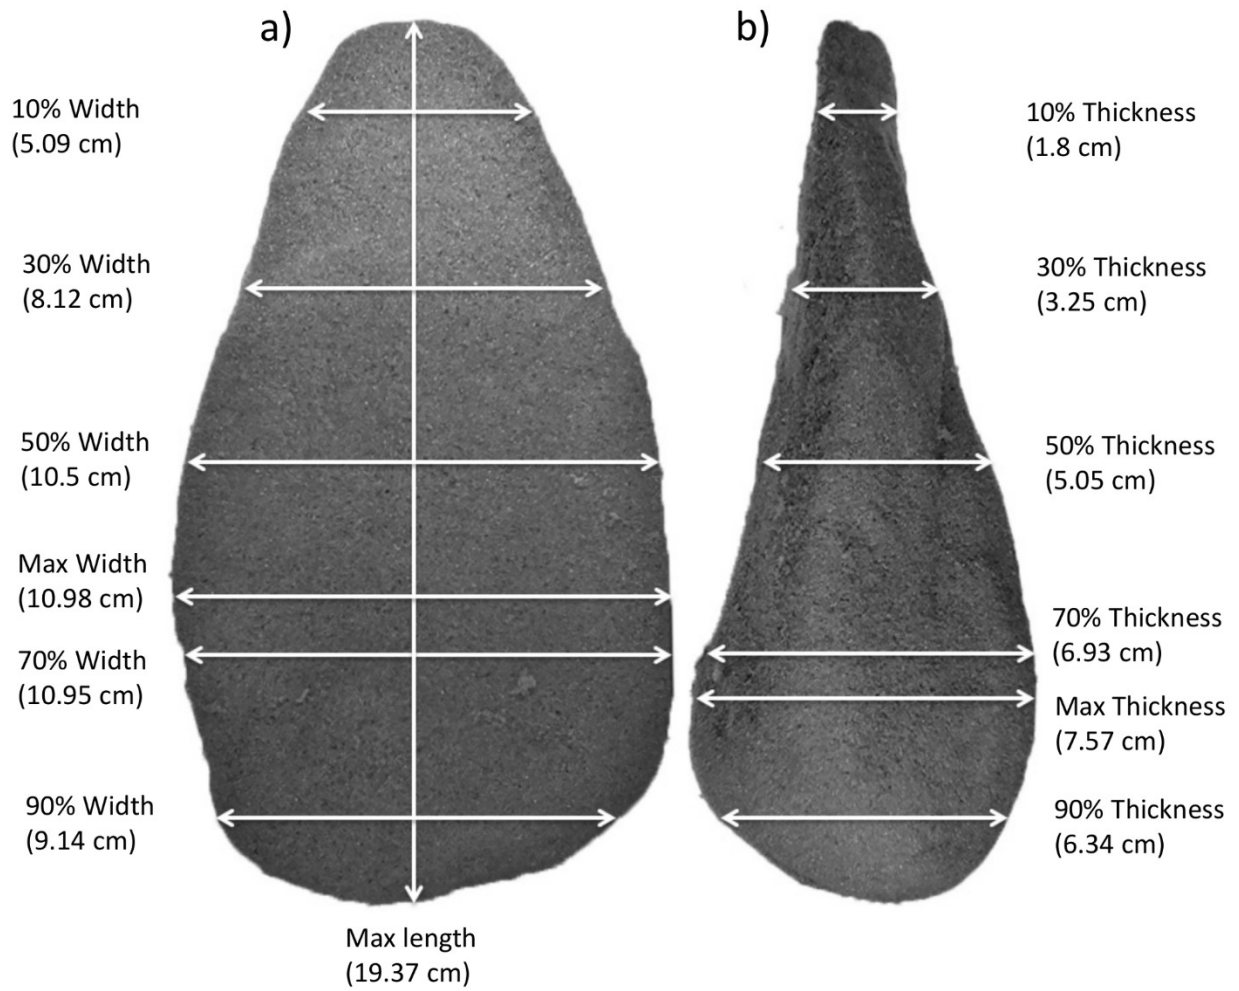 a)
b)
10% Width
(5.09 cm)
10% Thickness
(1.8 cm)
30% Width
(8.12 cm)
30% Thickness
(3.25 cm)
50% Width
(10.5 cm)
50% Thickness
(5.05 cm)
Max Width
(10.98 cm)
70% Thickness
(6.93 cm)
70% Width
(10.95 cm)
Max Thickness
(7.57 cm)
90% Width
(9.14 cm)
90% Thickness
(6.34 cm)
Max length
(19.37 cm)